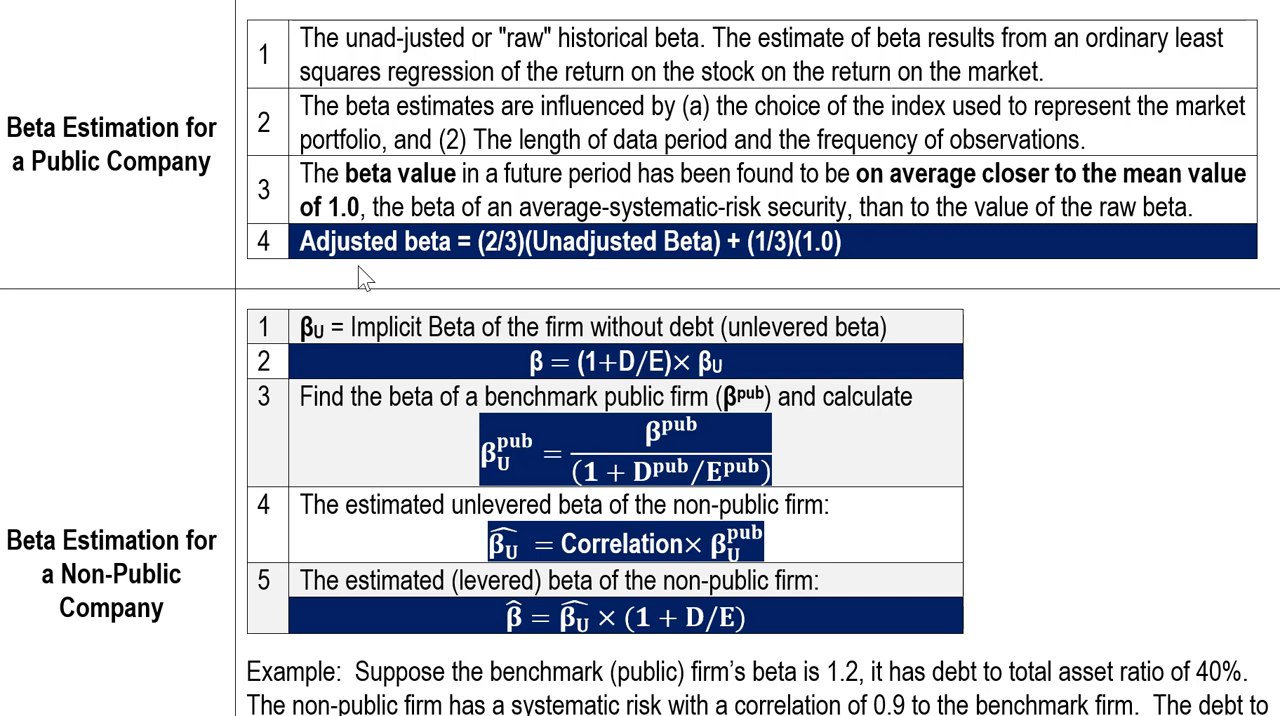 Beta Estimation for
a Public Company
1
The unad-justed or "raw" historical beta. The estimate of beta results from an ordinary least
squares regression of the return on the stock on the return on the market.
2
The beta estimates are influenced by (a) the choice of the index used to represent the market
portfolio, and (2) The length of data period and the frequency of observations.
3
The beta value in a future period has been found to be on average closer to the mean value
of 1.0, the beta of an average-systematic-risk security, than to the value of the raw beta.
4
Adjusted beta = (2/3)(Unadjusted Beta) + (1/3)(1.0)
Beta Estimation for
a Non-Public
Company
1
βU = Implicit Beta of the firm without debt (unlevered beta)
2
β = (1+D/E)× βU
3
Find the beta of a benchmark public firm (βpub) and calculate
β_U^pub = β^pub / (1 + D^pub/E^pub)
4
The estimated unlevered beta of the non-public firm:
β̂_U = Correlation× β_U^pub
5
The estimated (levered) beta of the non-public firm:
β̂ = β̂_U × (1 + D/E)
Example: Suppose the benchmark (public) firm's beta is 1.2, it has debt to total asset ratio of 40%.
The non-public firm has a systematic risk with a correlation of 0.9 to the benchmark firm. The debt to